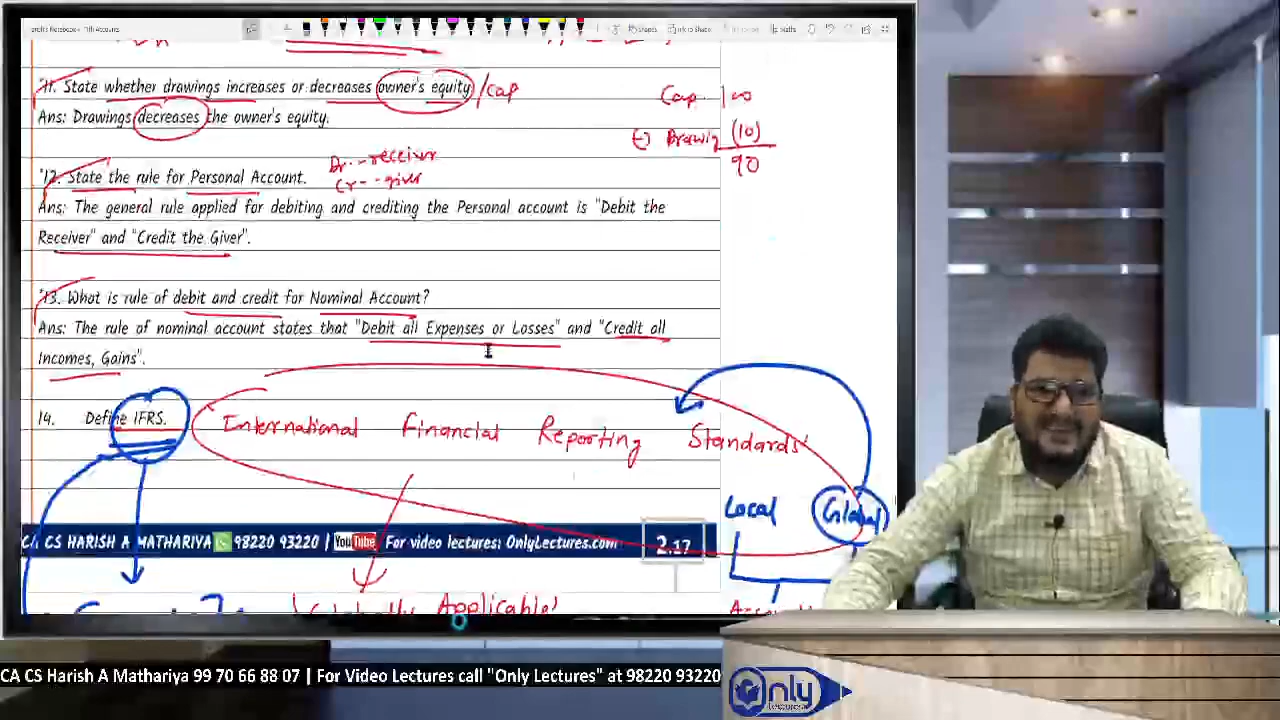 11. State whether drawings increases or decreases owner's equity /cap
Ans: Drawings decreases the owner's equity.
Cap 100
(-) Drawing (10)
90
12. State the rule for Personal Account.
Dr.--receiver
Cr--giver
Ans: The general rule applied for debiting and crediting the Personal account is "Debit the
Receiver" and "Credit the Giver".
13. What is rule of debit and credit for Nominal Account?
Ans: The rule of nominal account states that "Debit all Expenses or Losses" and "Credit all
Incomes, Gains".
14. Define IFRS.
International Financial Reporting Standards
Local Global
CA CS HARISH A MATHARIYA 98220 93220 | YouTube For video lectures: OnlyLectures.com 2.17
Globally Applicable
CA CS Harish A Mathariya 99 70 66 88 07 | For Video Lectures call "Only Lectures" at 98220 93220
Only
Lectures